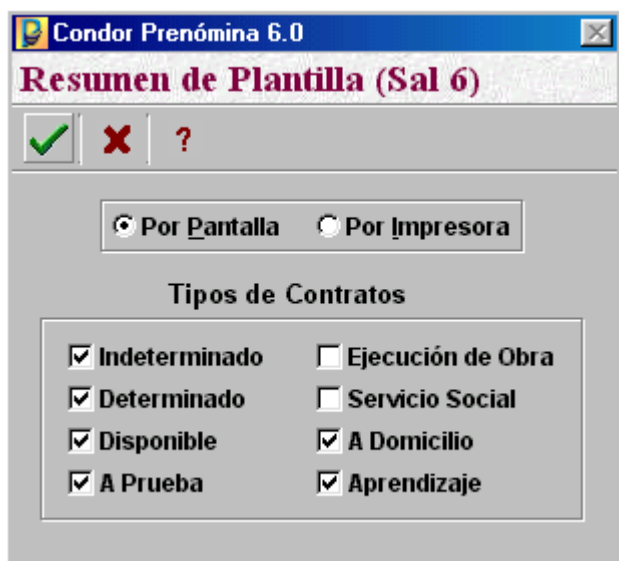 Condor Prenómina 6.0
Resumen de Plantilla (Sal 6)
?
Por Pantalla Por Impresora
Tipos de Contratos
Indeterminado Ejecución de Obra
Determinado Servicio Social
Disponible A Domicilio
A Prueba Aprendizaje